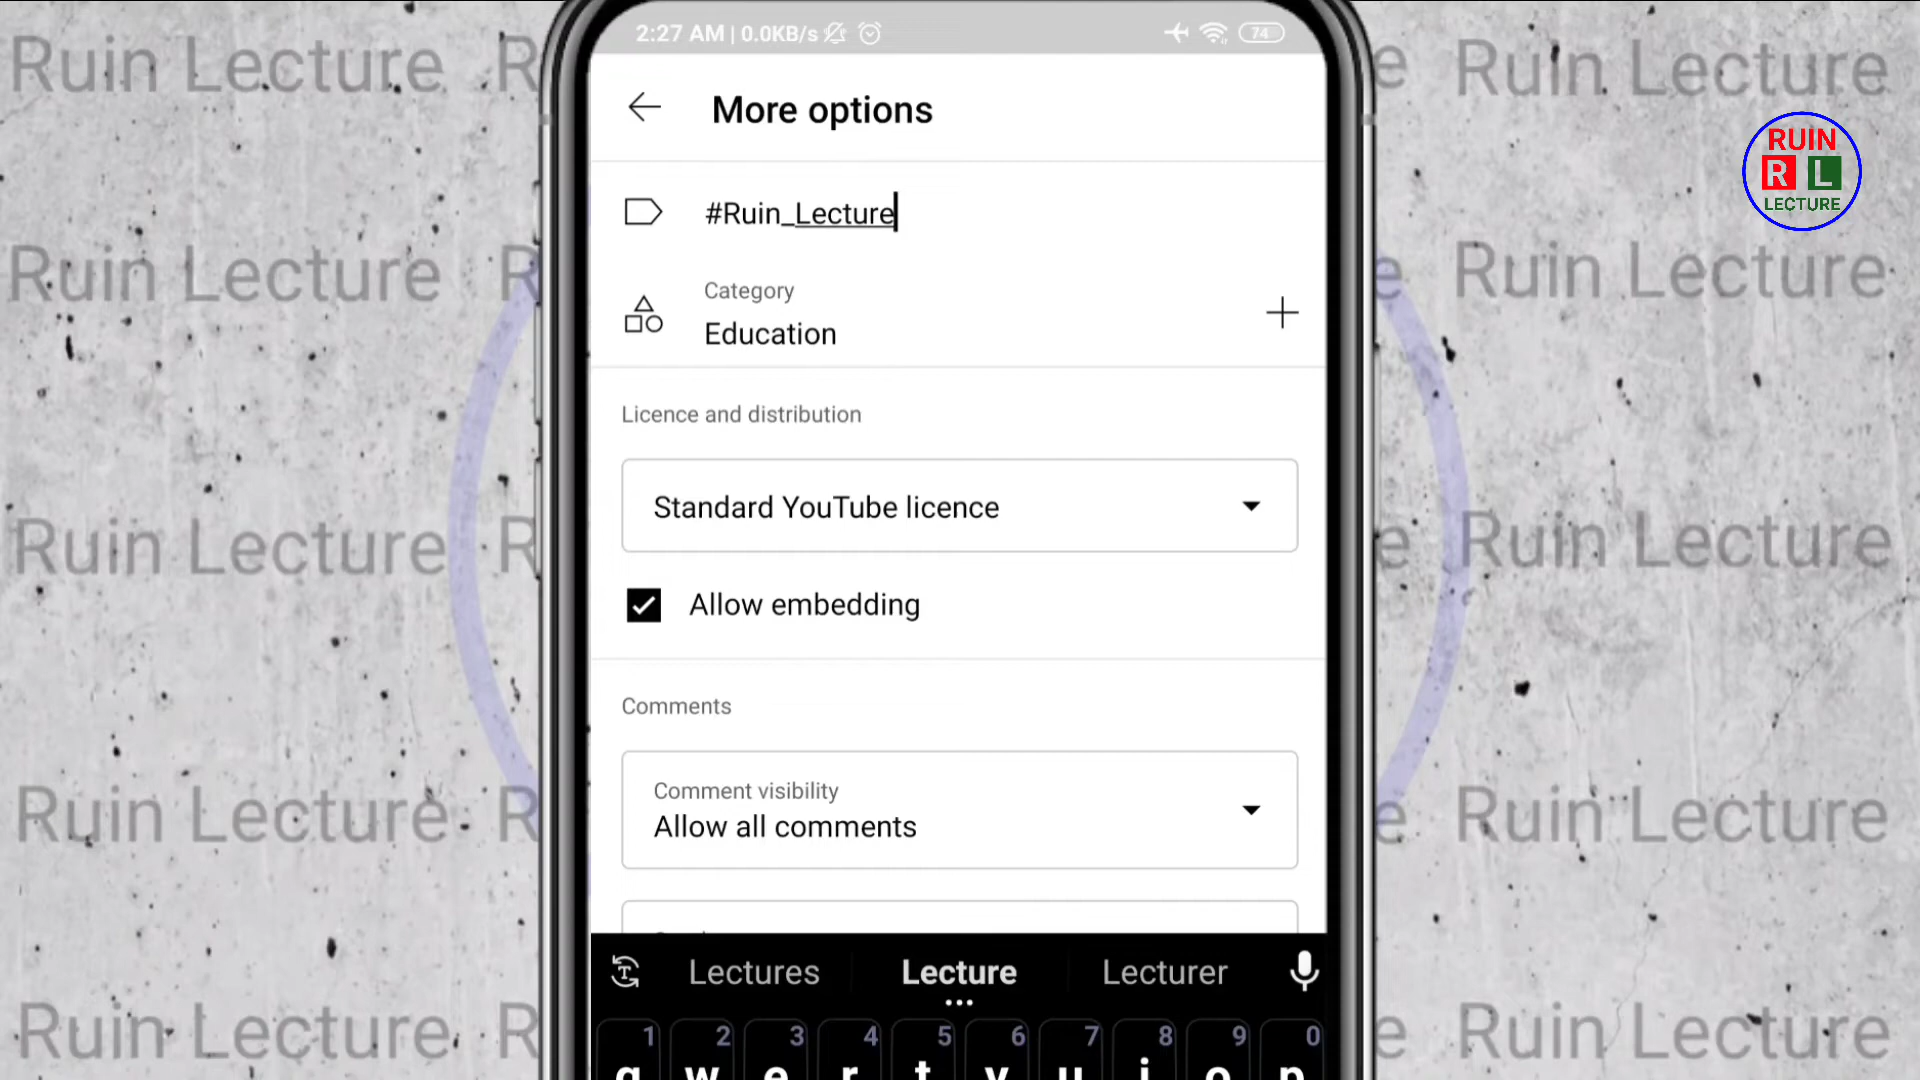 2:27 AM | 0.0KB/s
74
More options
#Ruin_Lecture
Category
Education
Licence and distribution
Standard YouTube licence
Allow embedding
Comments
Comment visibility
Allow all comments
Lectures Lecture Lecturer
1 2 3 4 5 6 7 8 9 0
q w e r t y u i o p
RUIN
R L
LECTURE
Ruin Lecture R e Ruin Lecture
Ruin Lecture R e Ruin Lecture
Ruin Lecture R e Ruin Lecture
Ruin Lecture R e Ruin Lecture
Ruin Lecture R e Ruin Lecture